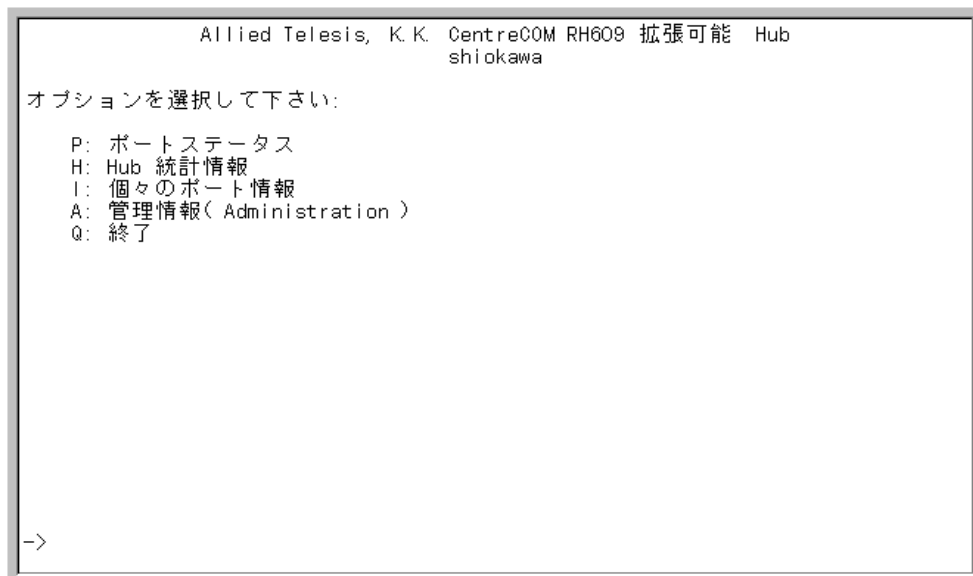 Allied Telesis, K.K. CentreCOM RH609 拡張可能 Hub
shiokawa
オプションを選択して下さい:
P: ポートステータス
H: Hub 統計情報
I: 個々のポート情報
A: 管理情報( Administration )
Q: 終了
->